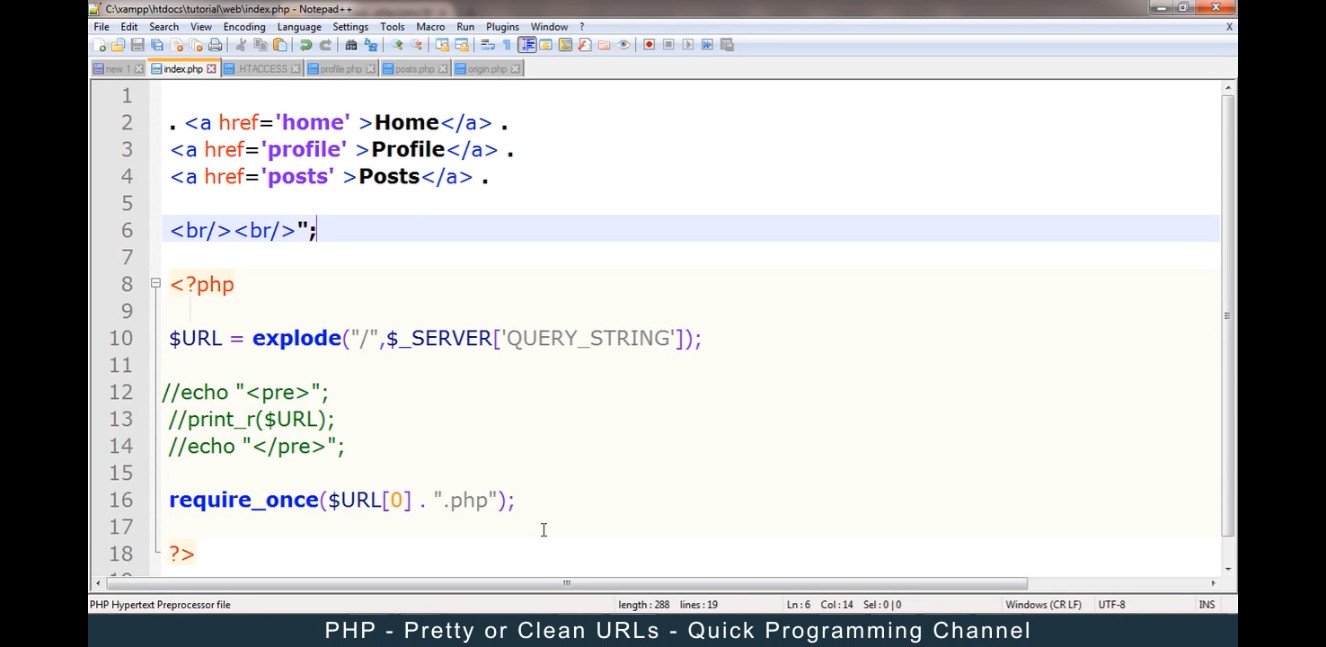 C:\xampp\htdocs\tutorial\web\index.php - Notepad++
File Edit Search View Encoding Language Settings Tools Macro Run Plugins Window ? X
new 1 index.php .HTACCESS profile.php posts.php origin.php
1
2 . <a href='home' >Home</a> .
3 <a href='profile' >Profile</a> .
4 <a href='posts' >Posts</a> .
5
6 <br/><br/>";
7
8 <?php
9
10 $URL = explode("/",$_SERVER['QUERY_STRING']);
11
12 //echo "<pre>";
13 //print_r($URL);
14 //echo "</pre>";
15
16 require_once($URL[0] . ".php");
17
18 ?>
PHP Hypertext Preprocessor file length : 288 lines : 19 Ln : 6 Col : 14 Sel : 0 | 0 Windows (CR LF) UTF-8 INS
PHP - Pretty or Clean URLs - Quick Programming Channel